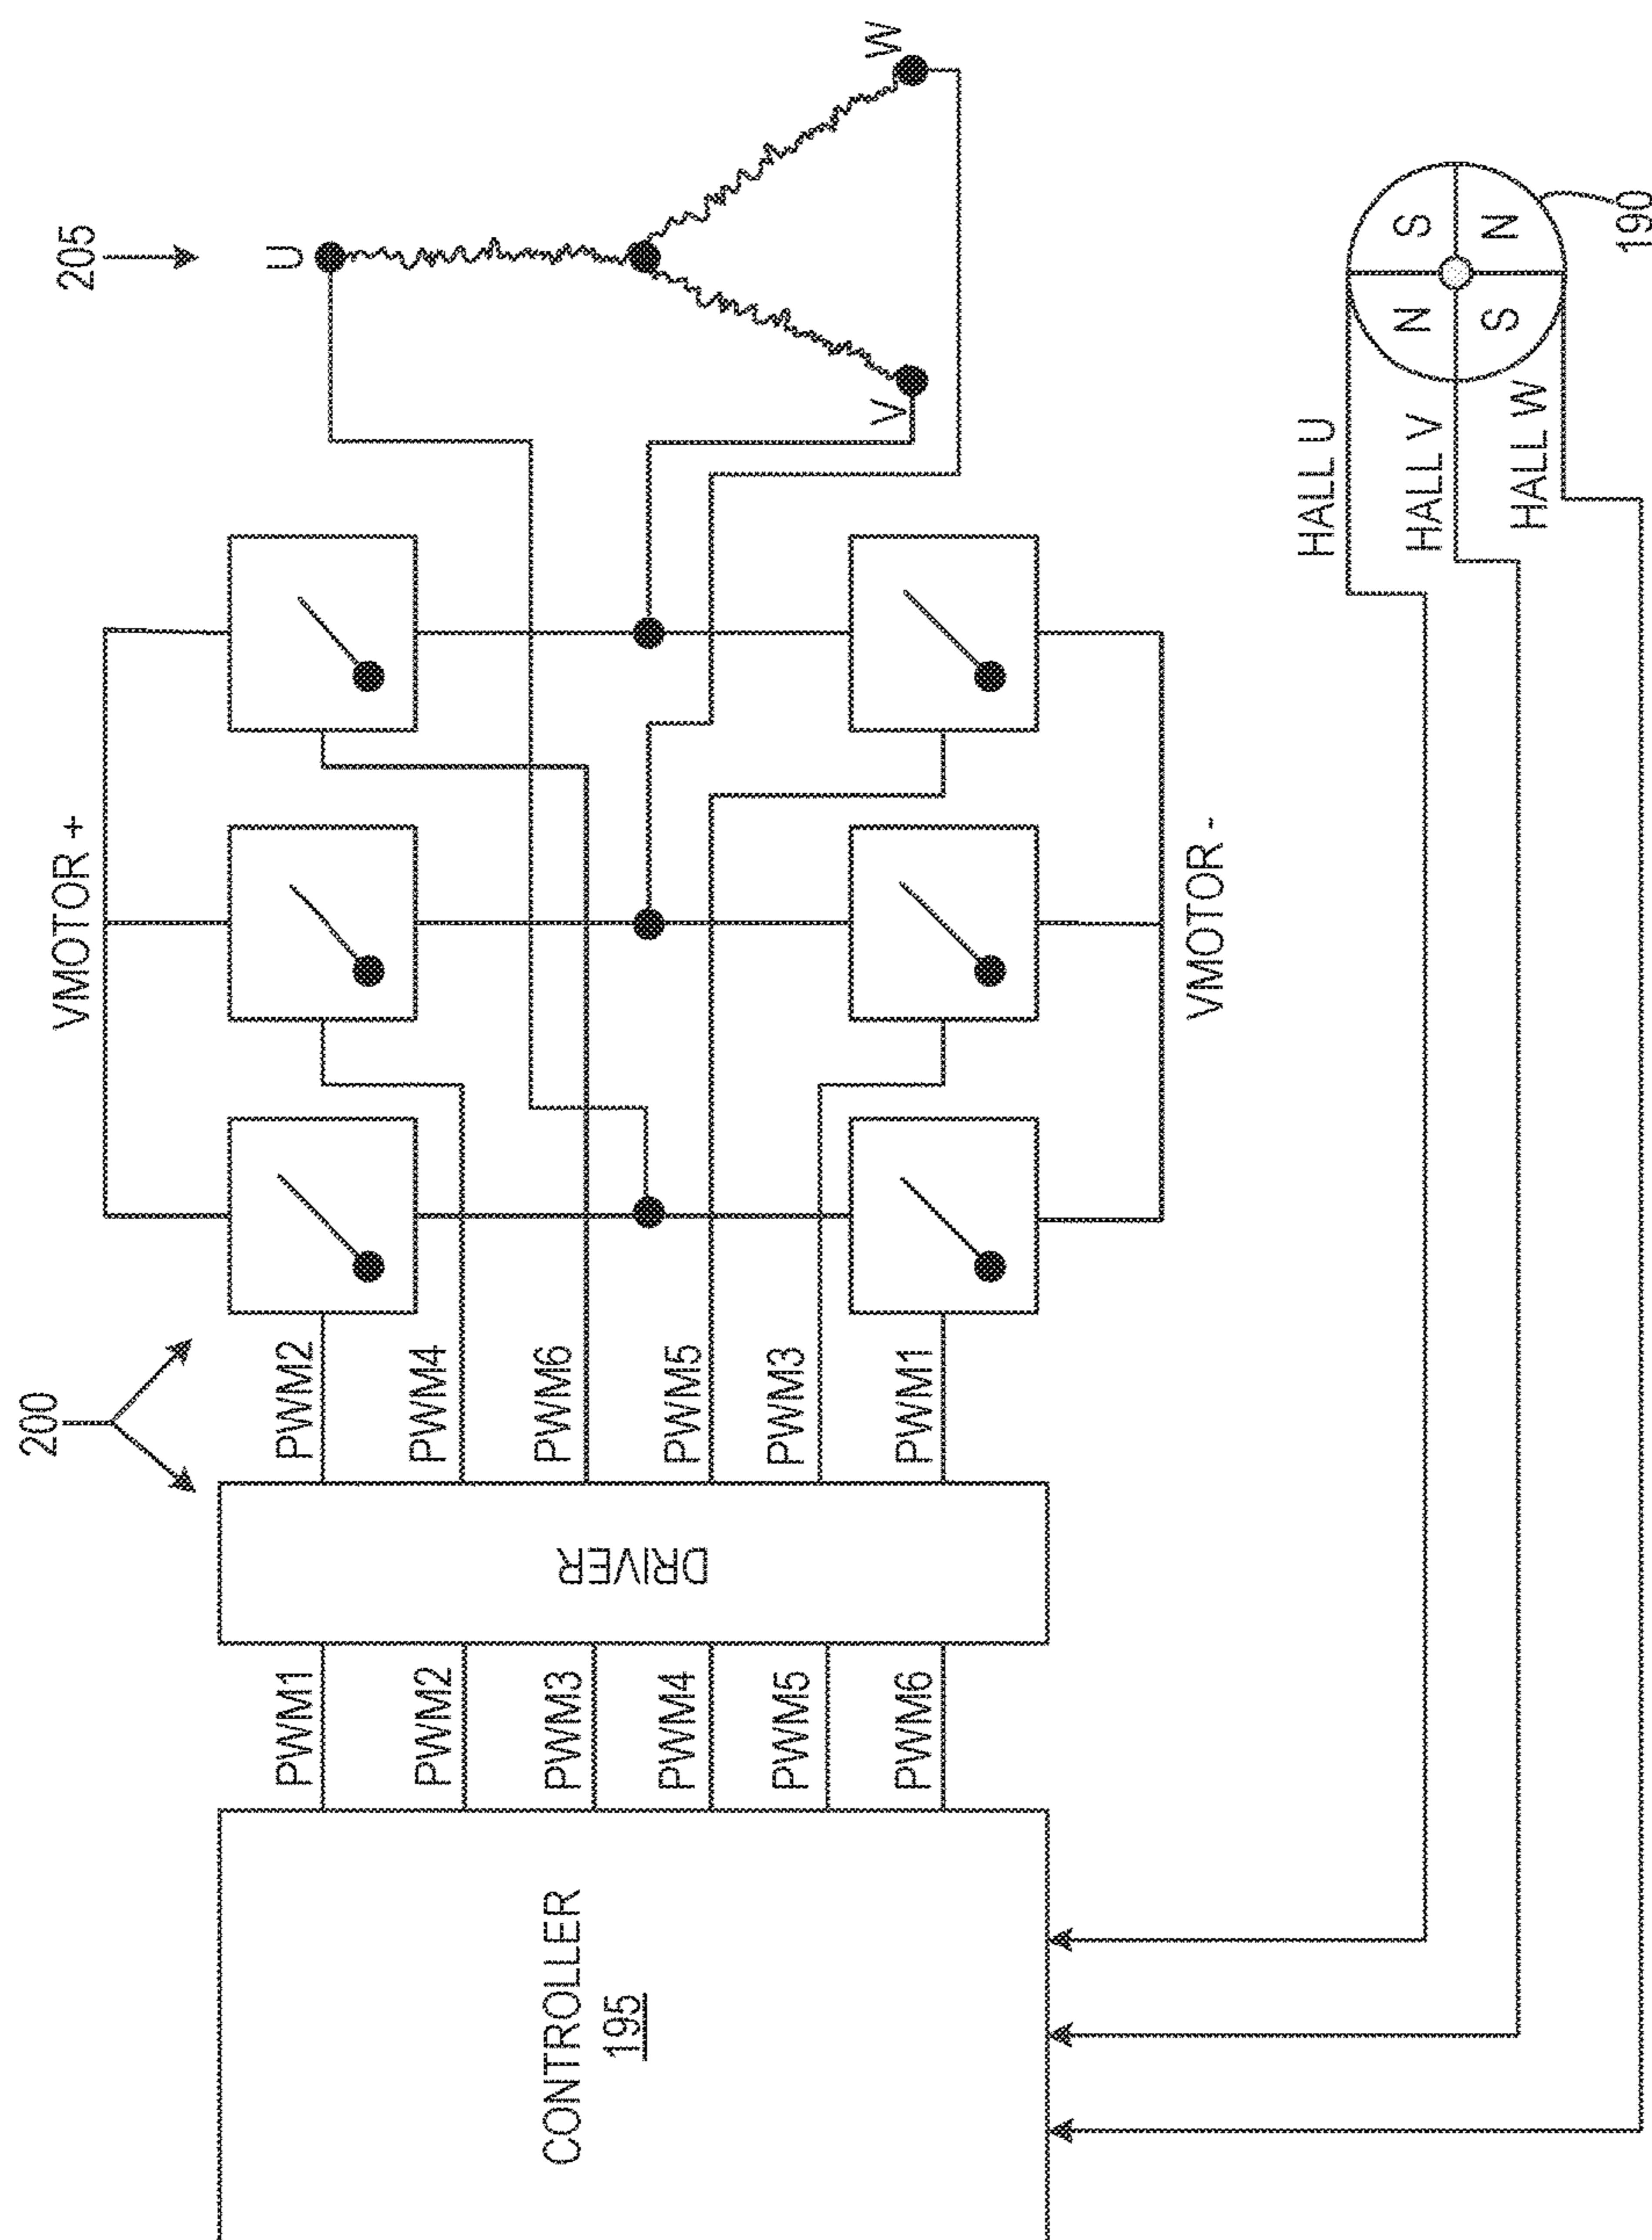 200
205
VMOTOR +
U
V
W
CONTROLLER
195
PWM1
PWM2
PWM3
PWM4
PWM5
PWM6
DRIVER
PWM2
PWM4
PWM6
PWM5
PWM3
PWM1
VMOTOR -
HALL U
HALL V
HALL W
N
S
S
N
190